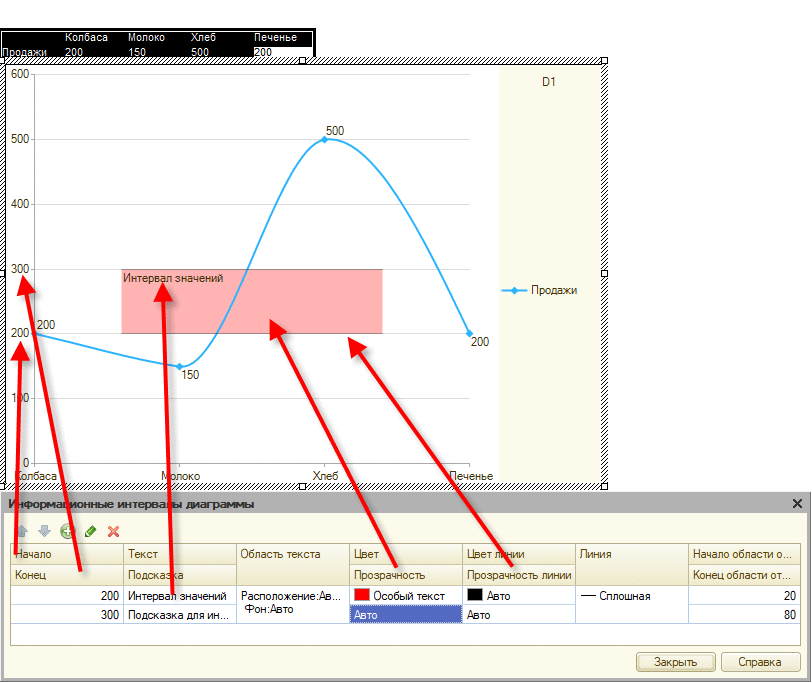 Колбаса Молоко Хлеб Печенье
Продажи 200 150 500 200
600
D1
500
500
400
300
Интервал значений
Продажи
200
200
200
150
100
0
Колбаса Молоко Хлеб Печенье
Информационные интервалы диаграммы
Начало Текст Область текста Цвет Цвет линии Линия Начало области о...
Конец Подсказка Прозрачность Прозрачность линии Конец области от...
200 Интервал значений Расположение:Ав... Особый текст Авто Сплошная 20
Фон:Авто
300 Подсказка для ин... Авто Авто 80
Закрыть Справка